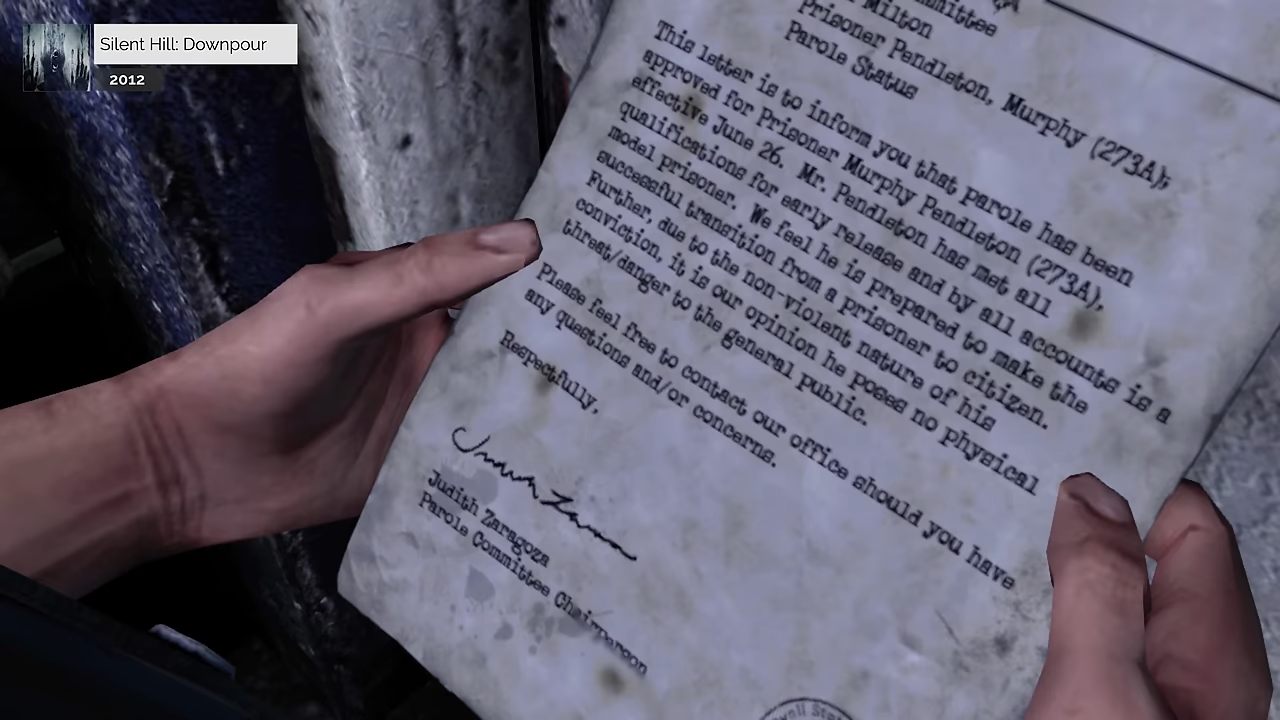 Silent Hill: Downpour
2012
Milton
Prisoner Pendleton, Murphy (273A);
Parole Status
This letter is to inform you that parole has been
approved for Prisoner Murphy Pendleton (273A),
effective June 26. Mr. Pendleton has met all
qualifications for early release and by all accounts is a
model prisoner. We feel he is prepared to make the
successful transition from a prisoner to citizen.
Further, due to the non-violent nature of his
conviction, it is our opinion he poses no physical
threat/danger to the general public.
Please feel free to contact our office should you have
any questions and/or concerns.
Respectfully,
Judith Zaragoza
Parole Committee Chairperson